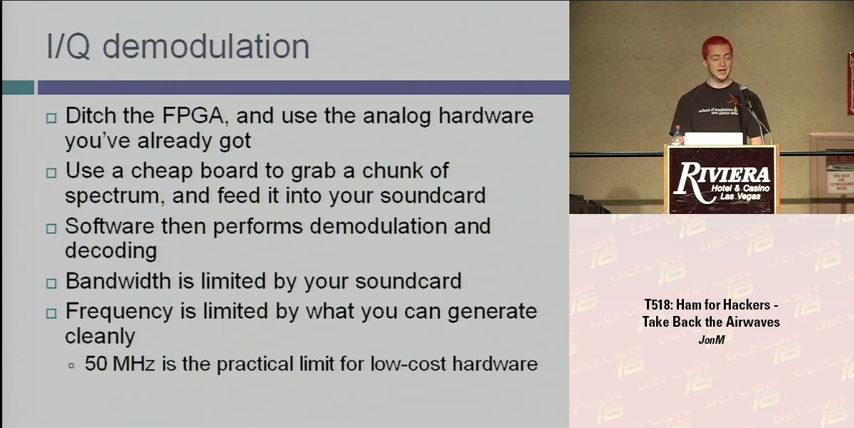 I/Q demodulation
□ Ditch the FPGA, and use the analog hardware
you've already got
□ Use a cheap board to grab a chunk of
spectrum, and feed it into your soundcard
□ Software then performs demodulation and
decoding
□ Bandwidth is limited by your soundcard
□ Frequency is limited by what you can generate
cleanly
▫ 50 MHz is the practical limit for low-cost hardware
RIVIERA
Hotel & Casino
Las Vegas
T518: Ham for Hackers -
Take Back the Airwaves
JonM
DEFCON
16